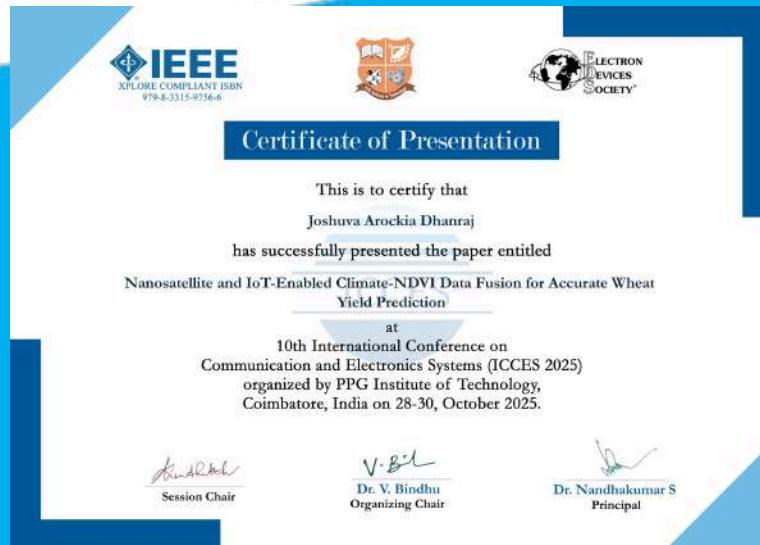 IEEE
XPLORE COMPLIANT ISBN
979-8-3315-9756-6
ELECTRON
DEVICES
SOCIETY®
Certificate of Presentation
This is to certify that
Joshuva Arockia Dhanraj
has successfully presented the paper entitled
Nanosatellite and IoT-Enabled Climate-NDVI Data Fusion for Accurate Wheat
Yield Prediction
at
10th International Conference on
Communication and Electronics Systems (ICCES 2025)
organized by PPG Institute of Technology,
Coimbatore, India on 28-30, October 2025.
Session Chair
V. Bi
Dr. V. Bindhu
Organizing Chair
Dr. Nandhakumar S
Principal